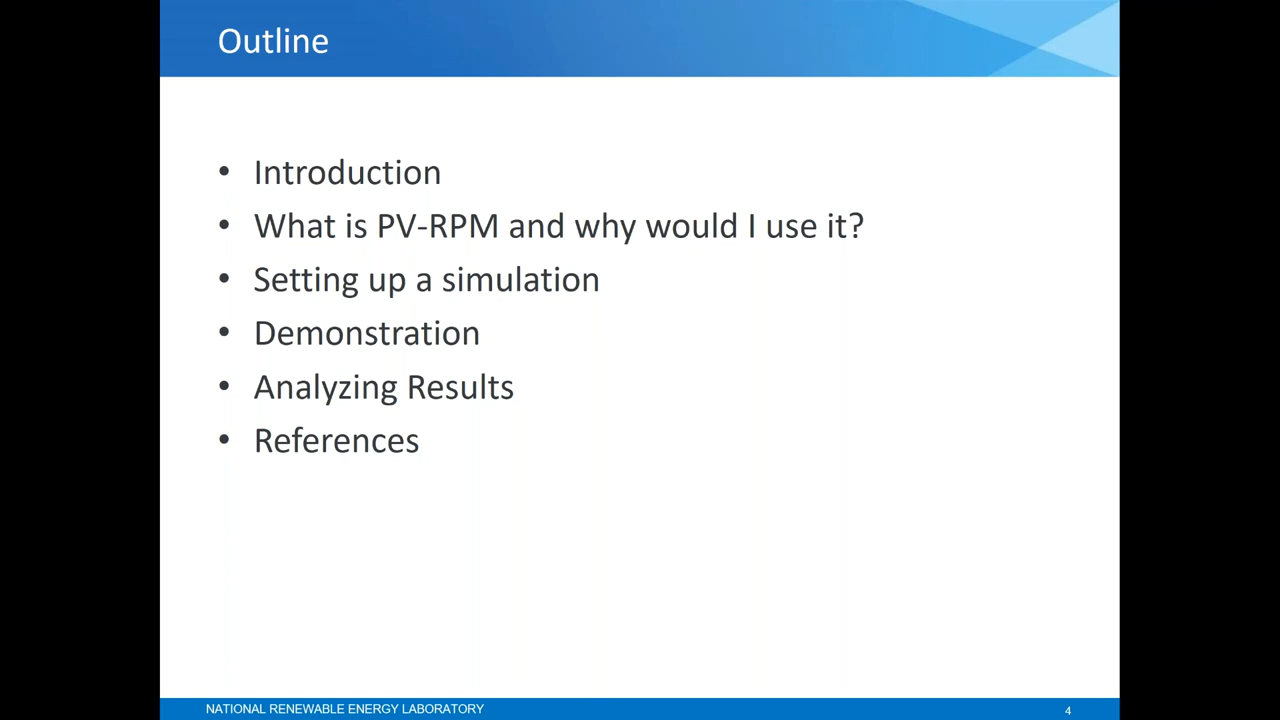 Outline
• Introduction
• What is PV-RPM and why would I use it?
• Setting up a simulation
• Demonstration
• Analyzing Results
• References
NATIONAL RENEWABLE ENERGY LABORATORY
4